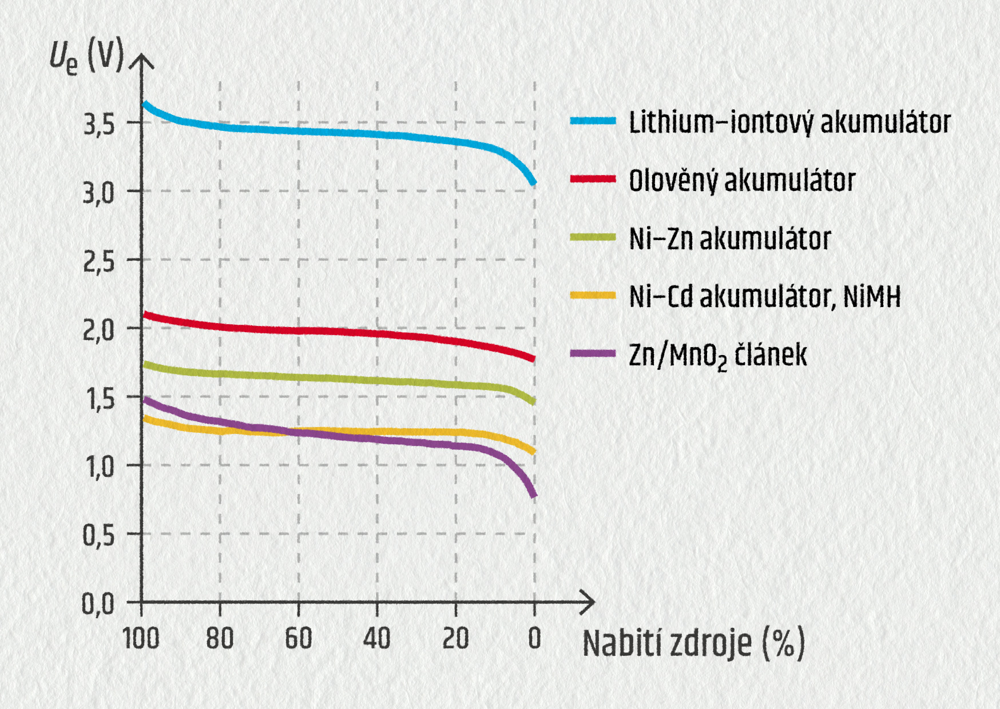 Uₑ (V)
3,5
3,0
2,5
2,0
1,5
1,0
0,5
0,0
100 80 60 40 20 0
Nabití zdroje (%)
Lithium–iontový akumulátor
Olověný akumulátor
Ni–Zn akumulátor
Ni–Cd akumulátor, NiMH
Zn/MnO₂ článek